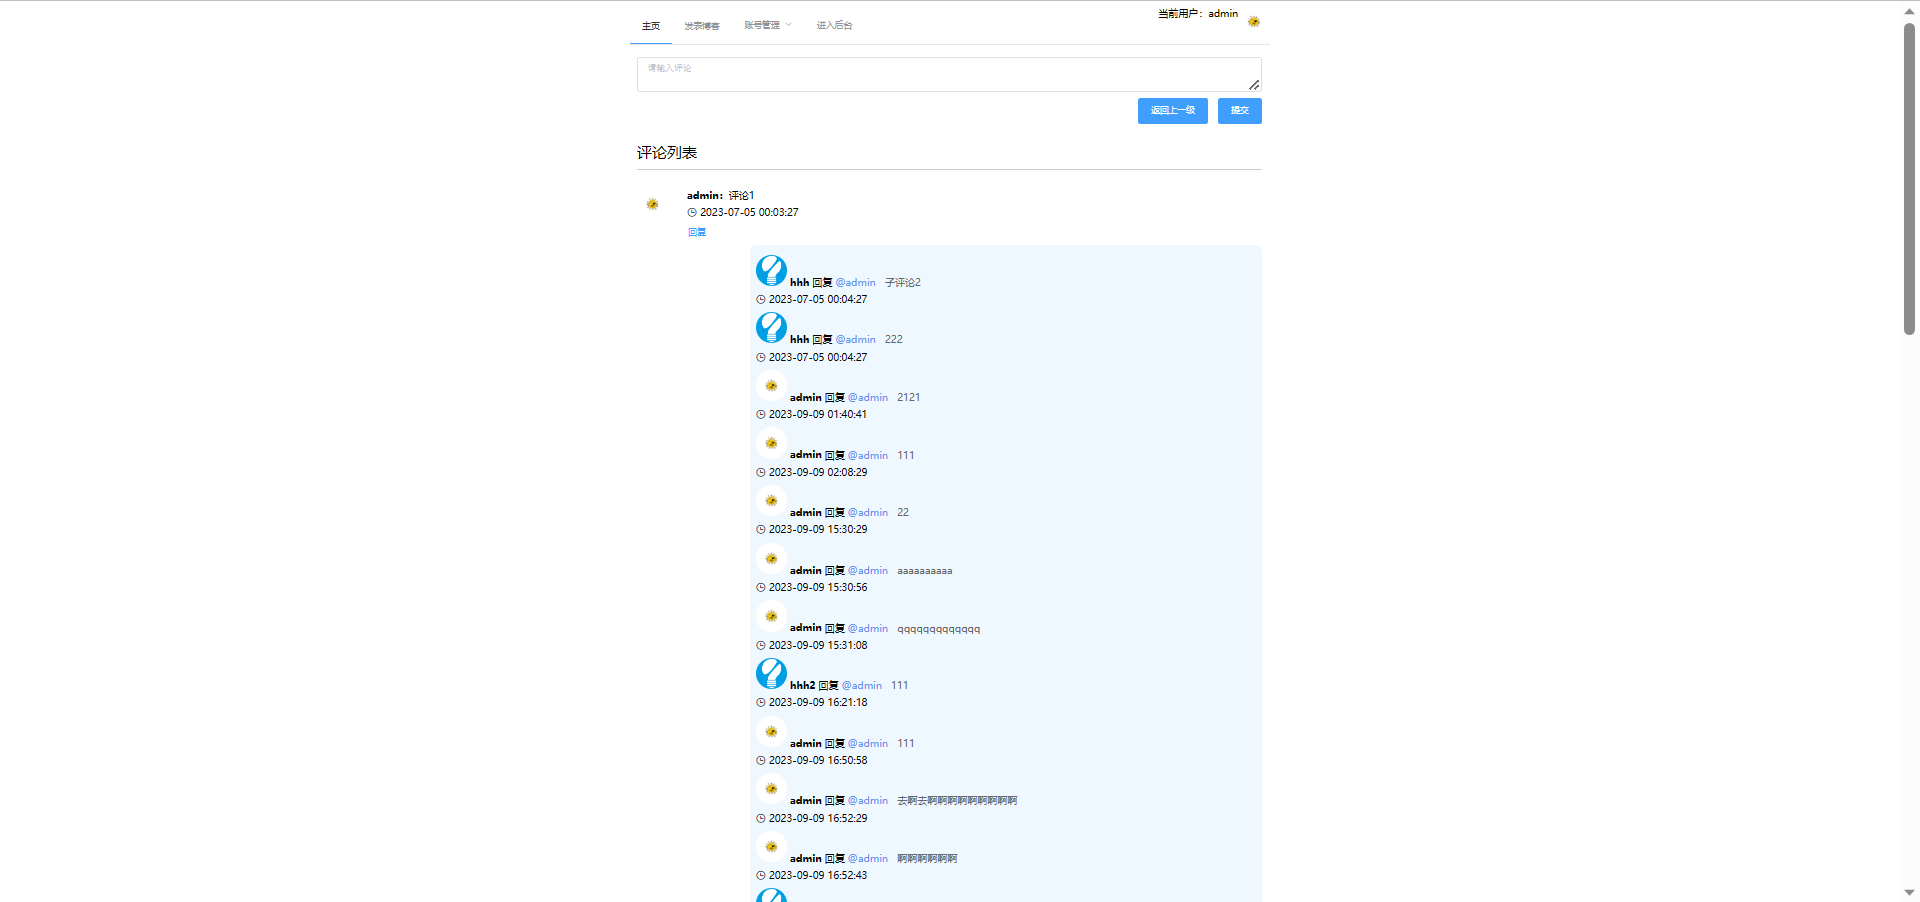 主页 发表博客 账号管理 进入后台 当前用户：admin
请输入评论
返回上一级 提交
评论列表
admin：评论1
2023-07-05 00:03:27
回复
hhh 回复 @admin 子评论2
2023-07-05 00:04:27
hhh 回复 @admin 222
2023-07-05 00:04:27
admin 回复 @admin 2121
2023-09-09 01:40:41
admin 回复 @admin 111
2023-09-09 02:08:29
admin 回复 @admin 22
2023-09-09 15:30:29
admin 回复 @admin aaaaaaaaaa
2023-09-09 15:30:56
admin 回复 @admin qqqqqqqqqqqqq
2023-09-09 15:31:08
hhh2 回复 @admin 111
2023-09-09 16:21:18
admin 回复 @admin 111
2023-09-09 16:50:58
admin 回复 @admin 去啊去啊啊啊啊啊啊啊啊啊
2023-09-09 16:52:29
admin 回复 @admin 啊啊啊啊啊啊
2023-09-09 16:52:43